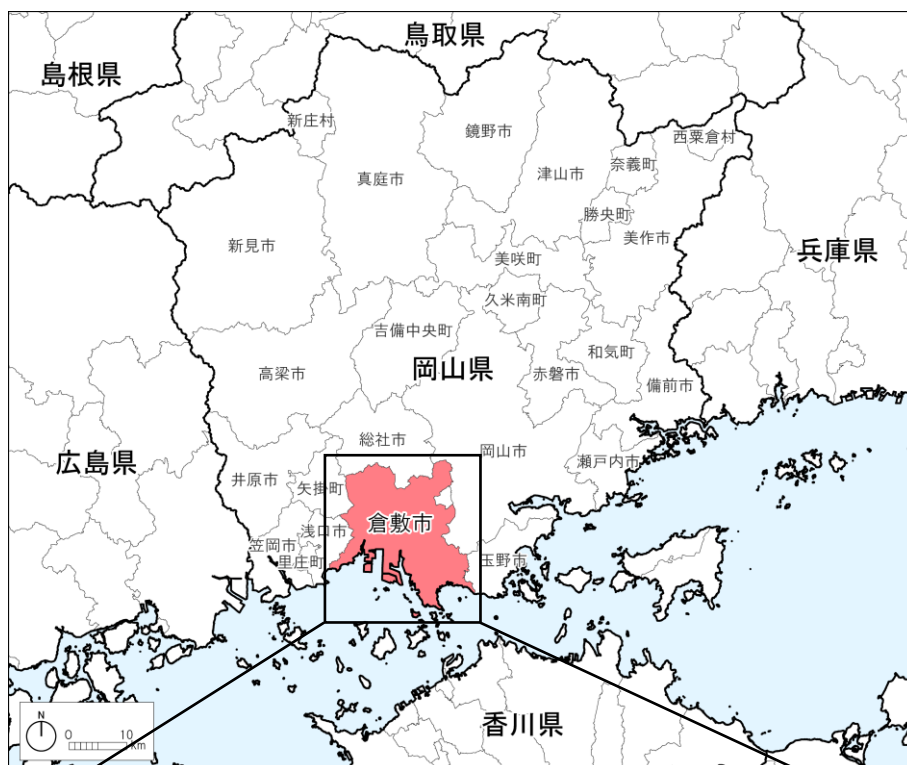 鳥取県
島根県
新庄村
鏡野市
西粟倉村
奈義町
真庭市
津山市
勝央町
美作市
新見市
兵庫県
美咲町
久米南町
吉備中央町
和気町
岡山県
高梁市
赤磐市
備前市
総社市
岡山市
広島県
瀬戸内市
井原市
矢掛町
倉敷市
浅口市
笠岡市
里庄町
玉野市
香川県
N
0 10
km